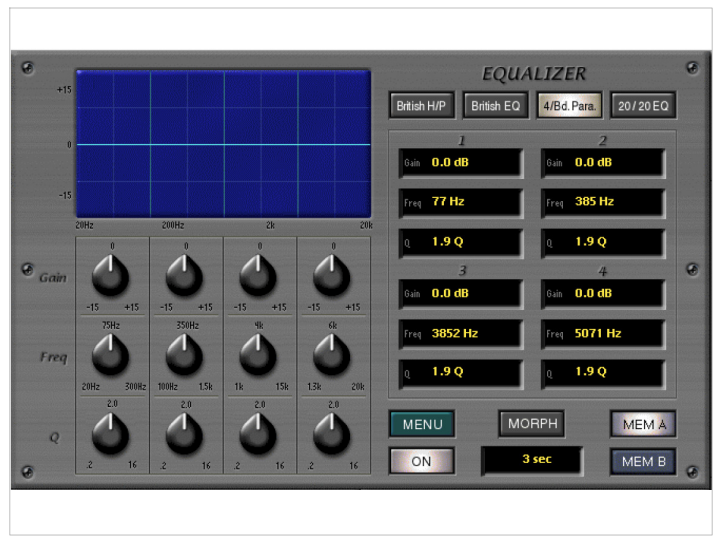 EQUALIZER
British H/P British EQ 4/Bd. Para. 20/20 EQ
+15
0
-15
20Hz 200Hz 2k 20k
1 2
Gain 0.0 dB Gain 0.0 dB
Freq 77 Hz Freq 385 Hz
Q 1.9 Q Q 1.9 Q
3 4
Gain 0.0 dB Gain 0.0 dB
Freq 3852 Hz Freq 5071 Hz
Q 1.9 Q Q 1.9 Q
0 0 0 0
Gain
-15 +15 -15 +15 -15 +15 -15 +15
75Hz 350Hz 4k 6k
Freq
20Hz 300Hz 100Hz 1.5k 1k 15k 1.3k 20k
2.0 2.0 2.0 2.0
Q
.2 16 .2 16 .2 16 .2 16
MENU MORPH MEM A
ON 3 sec MEM B